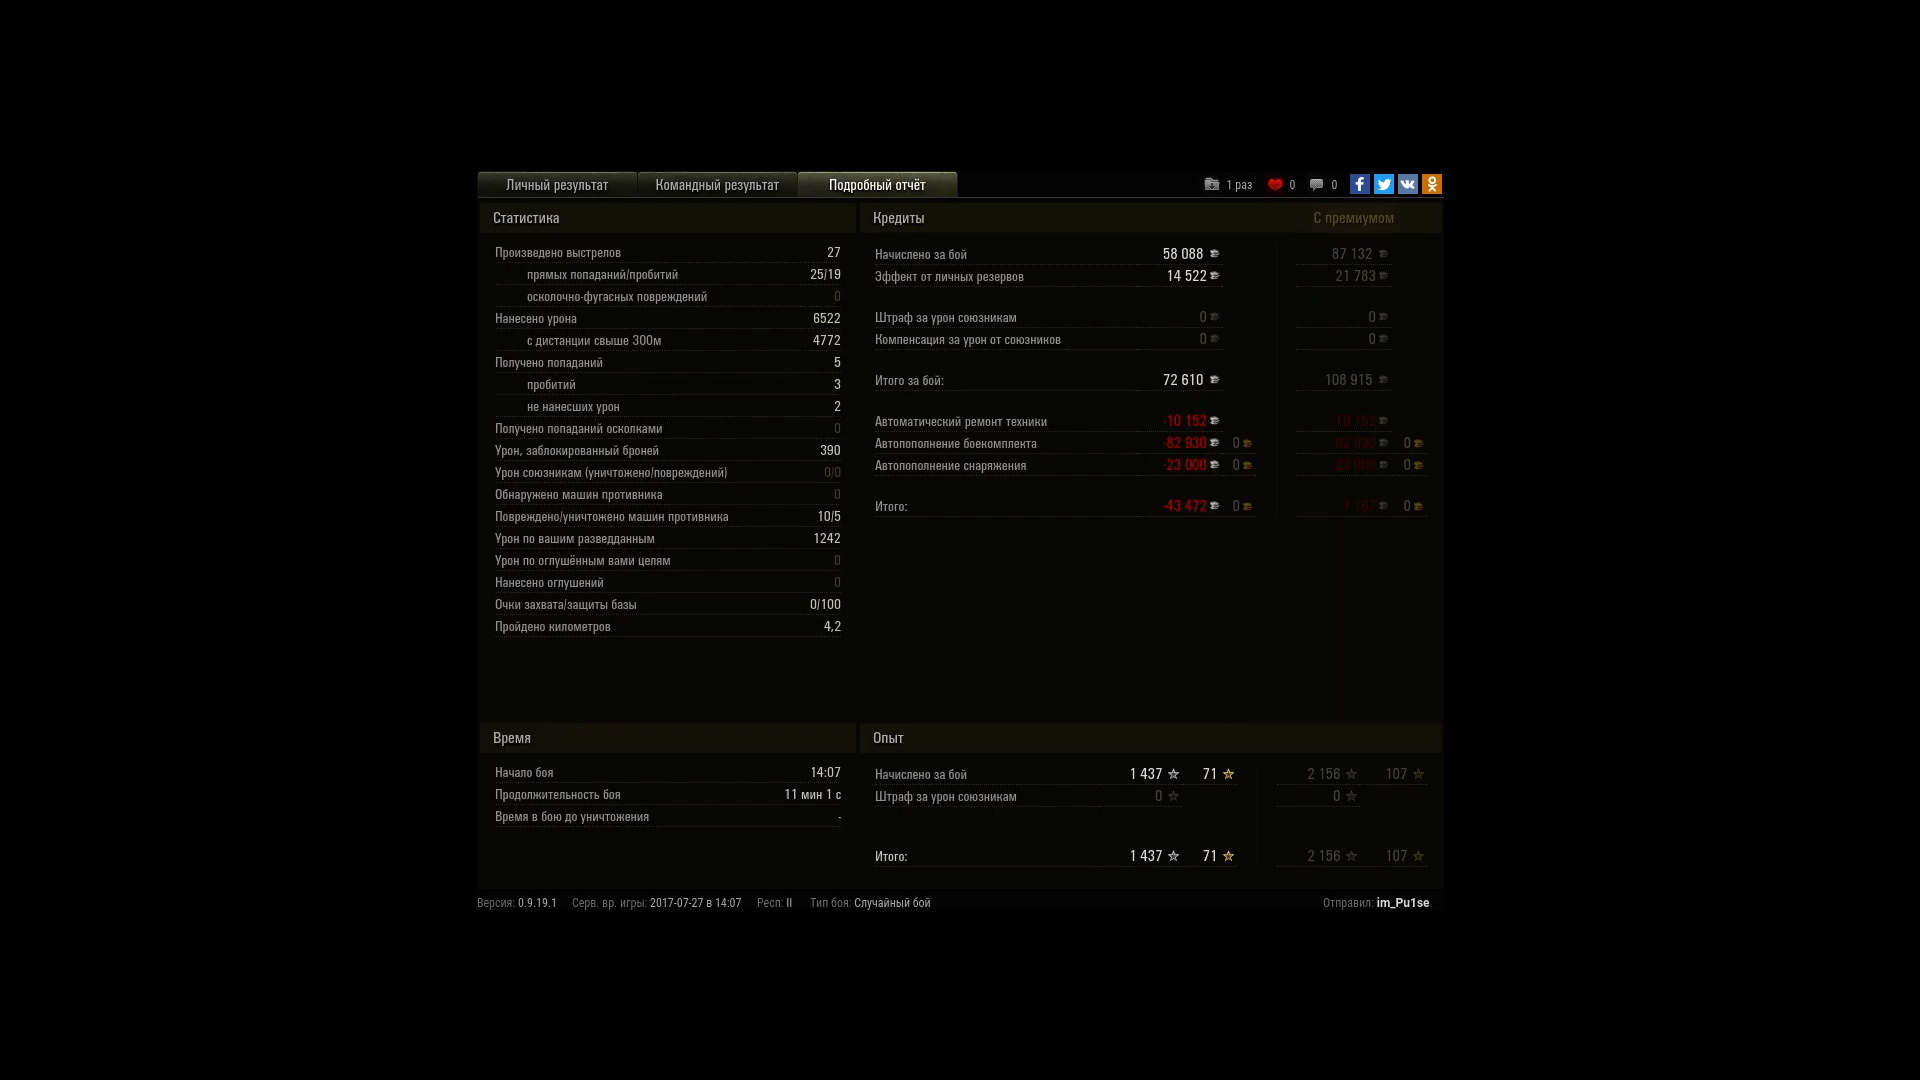 Личный результат Командный результат Подробный отчёт 1 раз 0 0
Статистика
Произведено выстрелов 27
прямых попаданий/пробитий 25/19
осколочно-фугасных повреждений 0
Нанесено урона 6522
с дистанции свыше 300м 4772
Получено попаданий 5
пробитий 3
не нанесших урон 2
Получено попаданий осколками 0
Урон, заблокированный броней 390
Урон союзникам (уничтожено/повреждений) 0/0
Обнаружено машин противника 0
Повреждено/уничтожено машин противника 10/5
Урон по вашим разведданным 1242
Урон по оглушённым вами целям 0
Нанесено оглушений 0
Очки захвата/защиты базы 0/100
Пройдено километров 4,2
Кредиты С премиумом
Начислено за бой 58 088 87 132
Эффект от личных резервов 14 522 21 783
Штраф за урон союзникам 0 0
Компенсация за урон от союзников 0 0
Итого за бой: 72 610 108 915
Автоматический ремонт техники -10 152 -10 152
Автопополнение боекомплекта -82 930 0 -82 930 0
Автопополнение снаряжения -23 000 0 -23 000 0
Итого: -43 472 0 -7 167 0
Время
Начало боя 14:07
Продолжительность боя 11 мин 1 с
Время в бою до уничтожения -
Опыт
Начислено за бой 1 437 71 2 156 107
Штраф за урон союзникам 0 0
Итого: 1 437 71 2 156 107
Версия: 0.9.19.1 Серв. вр. игры: 2017-07-27 в 14:07 Респ: II Тип боя: Случайный бой Отправил: im_Pu1se